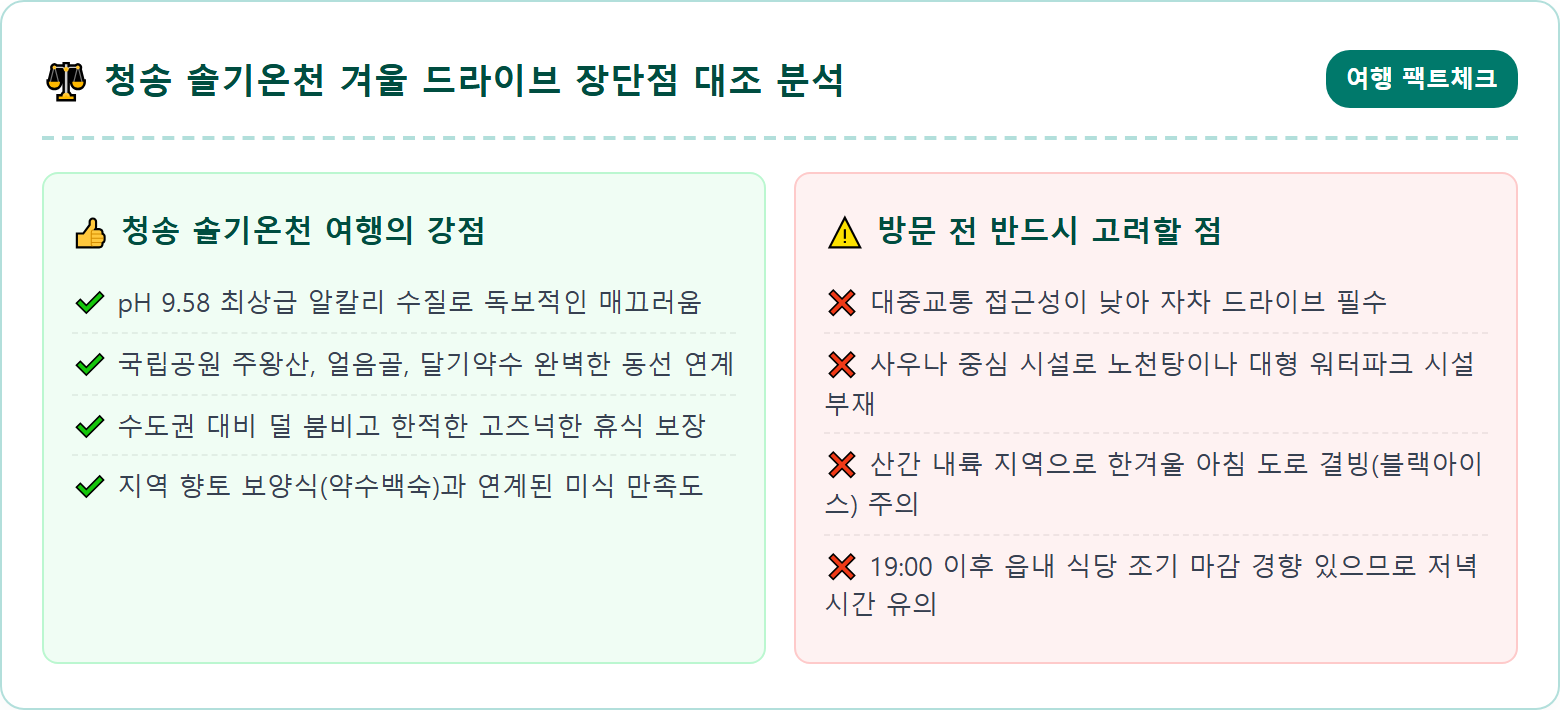 청송 솔기온천 겨울 드라이브 장단점 대조 분석
여행 팩트체크
청송 솔기온천 여행의 강점
pH 9.58 최상급 알칼리 수질로 독보적인 매끄러움
국립공원 주왕산, 얼음골, 달기약수 완벽한 동선 연계
수도권 대비 덜 붐비고 한적한 고즈넉한 휴식 보장
지역 향토 보양식(약수백숙)과 연계된 미식 만족도
방문 전 반드시 고려할 점
대중교통 접근성이 낮아 자차 드라이브 필수
사우나 중심 시설로 노천탕이나 대형 워터파크 시설
부재
산간 내륙 지역으로 한겨울 아침 도로 결빙(블랙아이
스) 주의
19:00 이후 읍내 식당 조기 마감 경향 있으므로 저녁
시간 유의